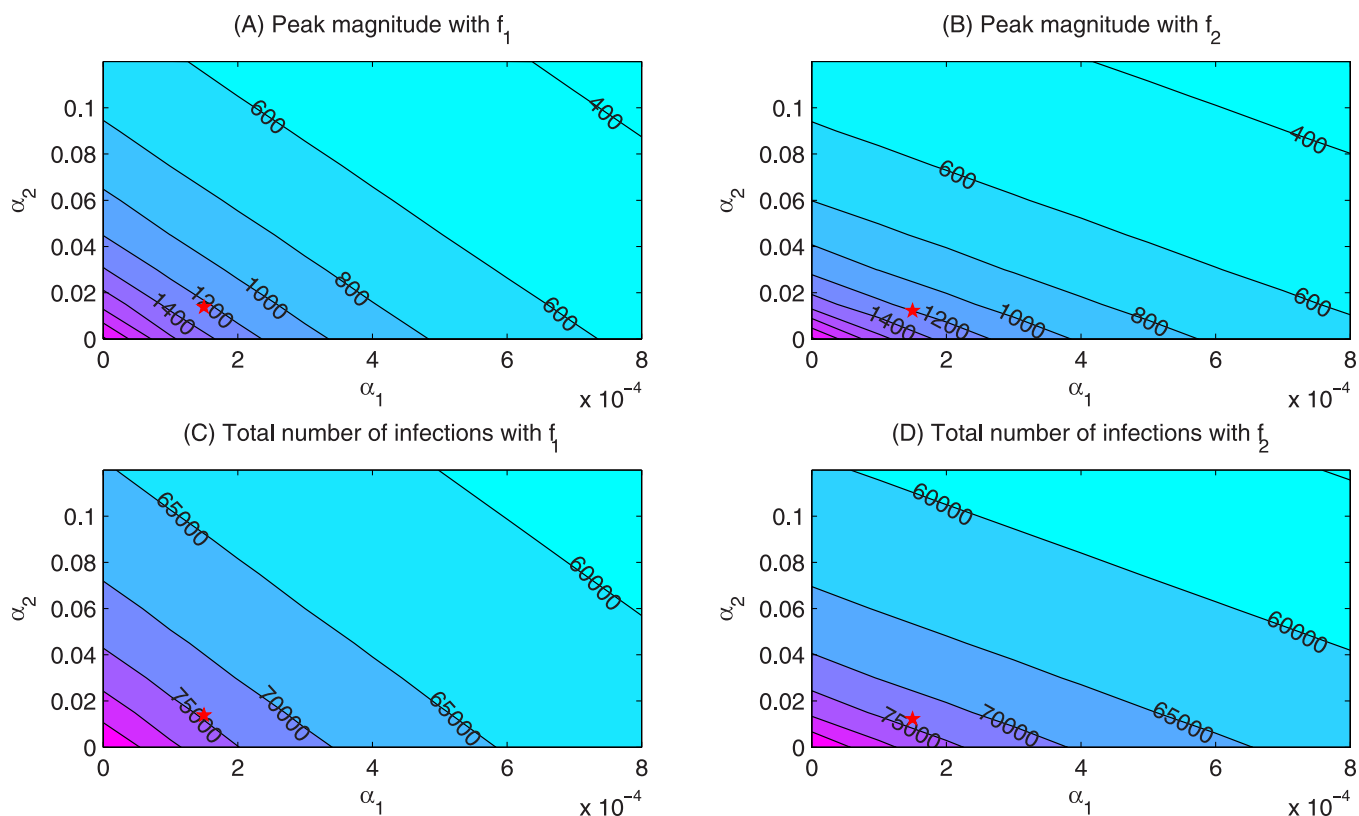 (A) Peak magnitude with f1
α2
0.1
0.08
0.06
0.04
0.02
0
600
400
800
1000
1200
1400
600
0 2 4 6 8
α1
x 10^-4
(B) Peak magnitude with f2
α2
0.1
0.08
0.06
0.04
0.02
0
400
600
600
800
1000
1200
1400
0 2 4 6 8
α1
x 10^-4
(C) Total number of infections with f1
α2
0.1
0.08
0.06
0.04
0.02
0
65000
60000
75000
70000
65000
0 2 4 6 8
α1
x 10^-4
(D) Total number of infections with f2
α2
0.1
0.08
0.06
0.04
0.02
0
60000
60000
75000
70000
65000
0 2 4 6 8
α1
x 10^-4